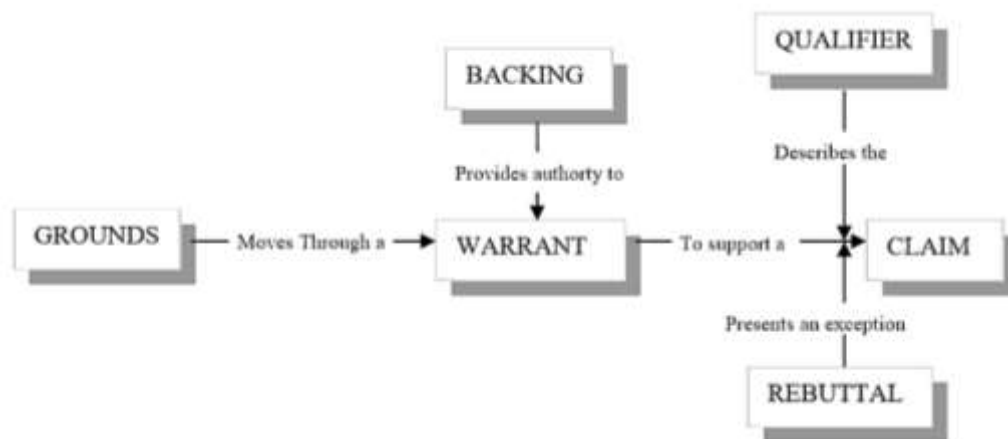 QUALIFIER
BACKING
Describes the
Provides authorty to
GROUNDS
Moves Through a
WARRANT
To support a
CLAIM
Presents an exception
REBUTTAL